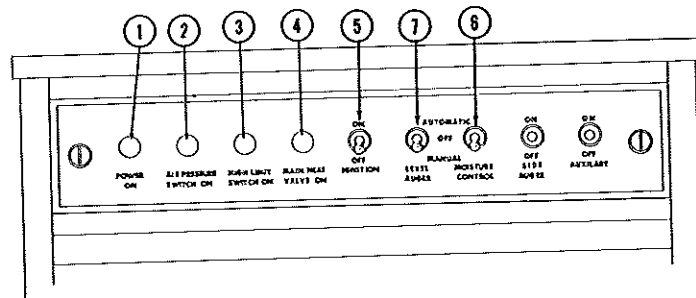 1 2 3 4 5 7 6
ON AUTOMATIC ON ON
OFF
OFF MANUAL OFF OFF
POWER AIR PRESSURE HIGH LIMIT MAIN HEAT IGNITION LEVEL MOISTURE SIDE AUXILARY
ON SWITCH ON SWITCH ON VALVE ON AUGER CONTROL AUGER